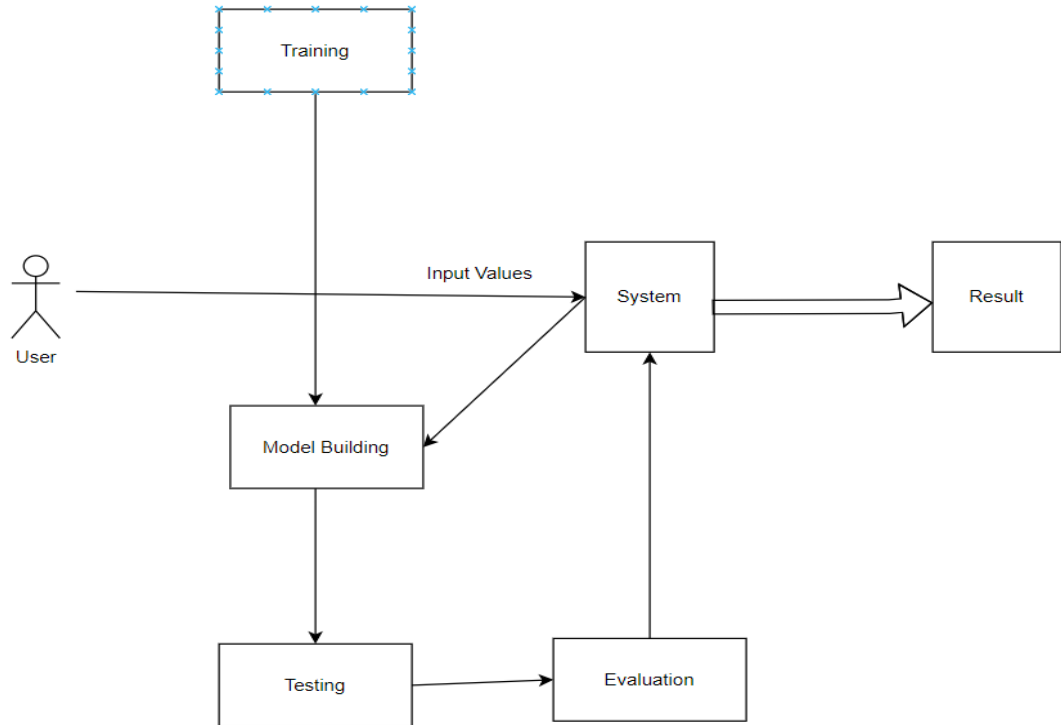 Training
Input Values
System
Result
User
Model Building
Testing
Evaluation